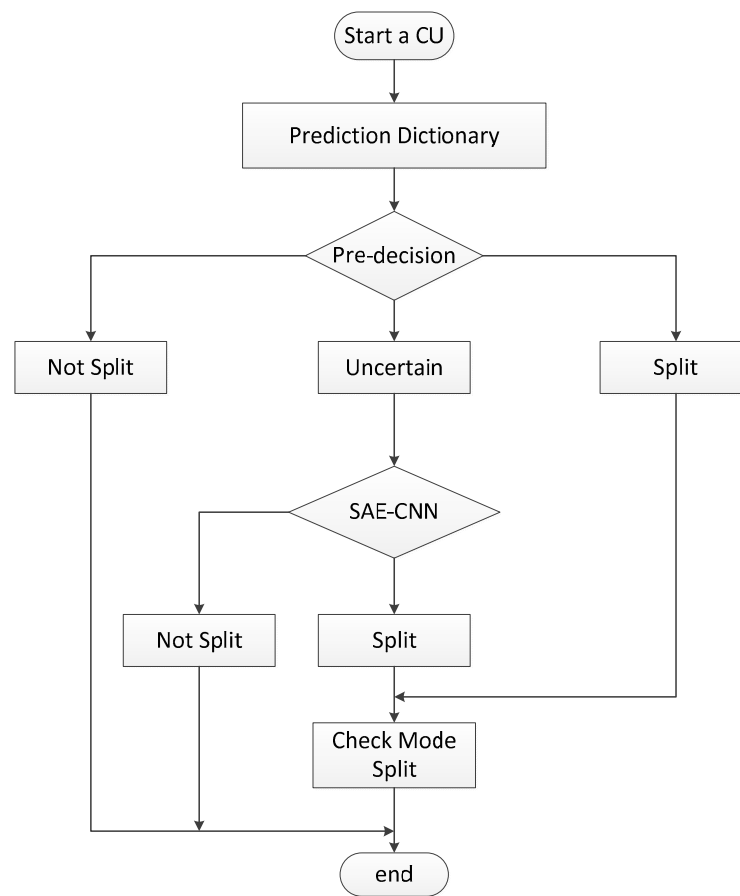 Start a CU
Prediction Dictionary
Pre-decision
Not Split
Uncertain
Split
SAE-CNN
Not Split
Split
Check Mode
Split
end